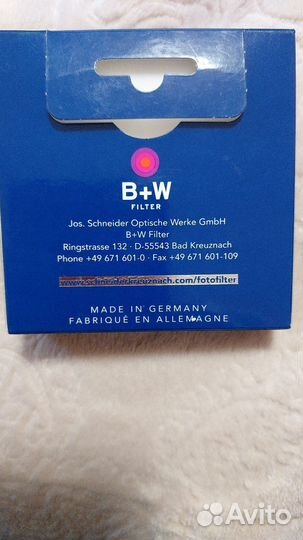 B+W
FILTER
Jos. Schneider Optische Werke GmbH
B+W Filter
Ringstrasse 132 · D-55543 Bad Kreuznach
Phone +49 671 601-0 · Fax +49 671 601-109
www.schneiderkreuznach.com/fotofilter
MADE IN GERMANY
FABRIQUÉ EN ALLEMAGNE
Avito